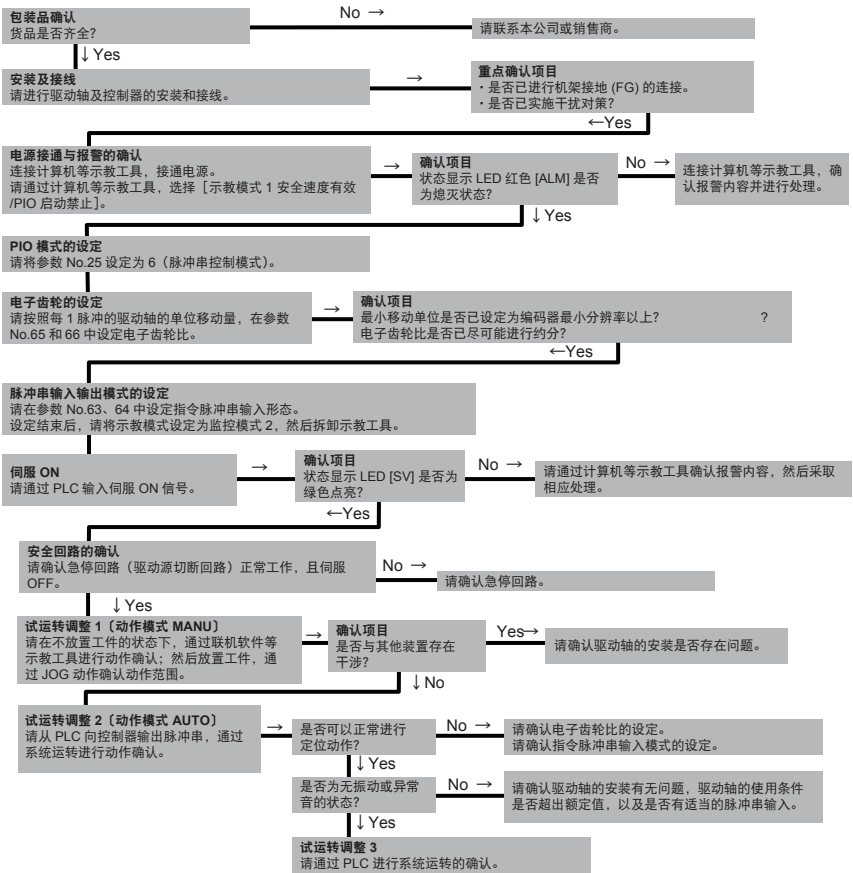 包装品确认
货品是否齐全?
No →
请联系本公司或销售商。
↓Yes
安装及接线
请进行驱动轴及控制器的安装和接线。
→
重点确认项目
・是否已进行机架接地 (FG) 的连接。
・是否已实施干扰对策?
←Yes
电源接通与报警的确认
连接计算机等示教工具，接通电源。
请通过计算机等示教工具，选择［示教模式 1 安全速度有效
/PIO 启动禁止］。
→
确认项目
状态显示 LED 红色 [ALM] 是否
为熄灭状态?
No →
连接计算机等示教工具，确
认报警内容并进行处理。
↓Yes
PIO 模式的设定
请将参数 No.25 设定为 6（脉冲串控制模式）。
电子齿轮的设定
请按照每 1 脉冲的驱动轴的单位移动量，在参数
No.65 和 66 中设定电子齿轮比。
→
确认项目
最小移动单位是否已设定为编码器最小分辨率以上? ?
电子齿轮比是否已尽可能进行约分?
←Yes
脉冲串输入输出模式的设定
请在参数 No.63、64 中设定指令脉冲串输入形态。
设定结束后，请将示教模式设定为监控模式 2，然后拆卸示教工具。
伺服 ON
请通过 PLC 输入伺服 ON 信号。
→
确认项目
状态显示 LED [SV] 是否为
绿色点亮?
No →
请通过计算机等示教工具确认报警内容，然后采取
相应处理。
←Yes
安全回路的确认
请确认急停回路（驱动源切断回路）正常工作，且伺服
OFF。
No →
请确认急停回路。
↓Yes
试运转调整 1〔动作模式 MANU〕
请在不放置工件的状态下，通过联机软件等
示教工具进行动作确认；然后放置工件，通
过 JOG 动作确认动作范围。
→
确认项目
是否与其他装置存在
干涉?
Yes→
请确认驱动轴的安装是否存在问题。
↓No
试运转调整 2〔动作模式 AUTO〕
请从 PLC 向控制器输出脉冲串，通过
系统运转进行动作确认。
→
是否可以正常进行
定位动作?
No →
请确认电子齿轮比的设定。
请确认指令脉冲串输入模式的设定。
↓Yes
是否为无振动或异常
音的状态?
No →
请确认驱动轴的安装有无问题，驱动轴的使用条件
是否超出额定值，以及是否有适当的脉冲串输入。
↓Yes
试运转调整 3
请通过 PLC 进行系统运转的确认。